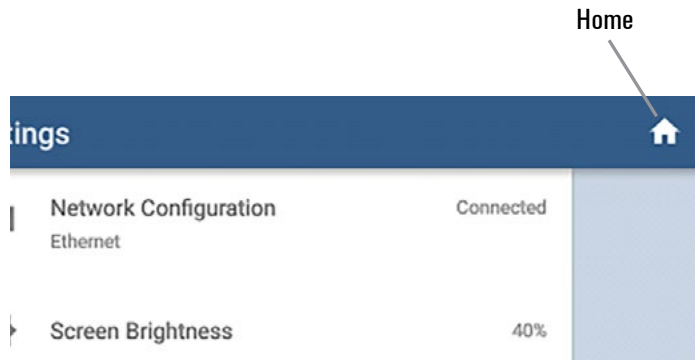 Home
tings
Network Configuration
Connected
Ethernet
Screen Brightness
40%